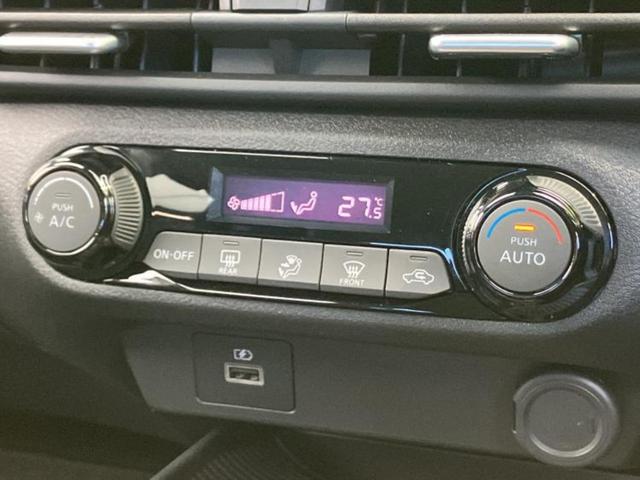 PUSH
A/C
27.5
ON·OFF
REAR
FRONT
PUSH
AUTO